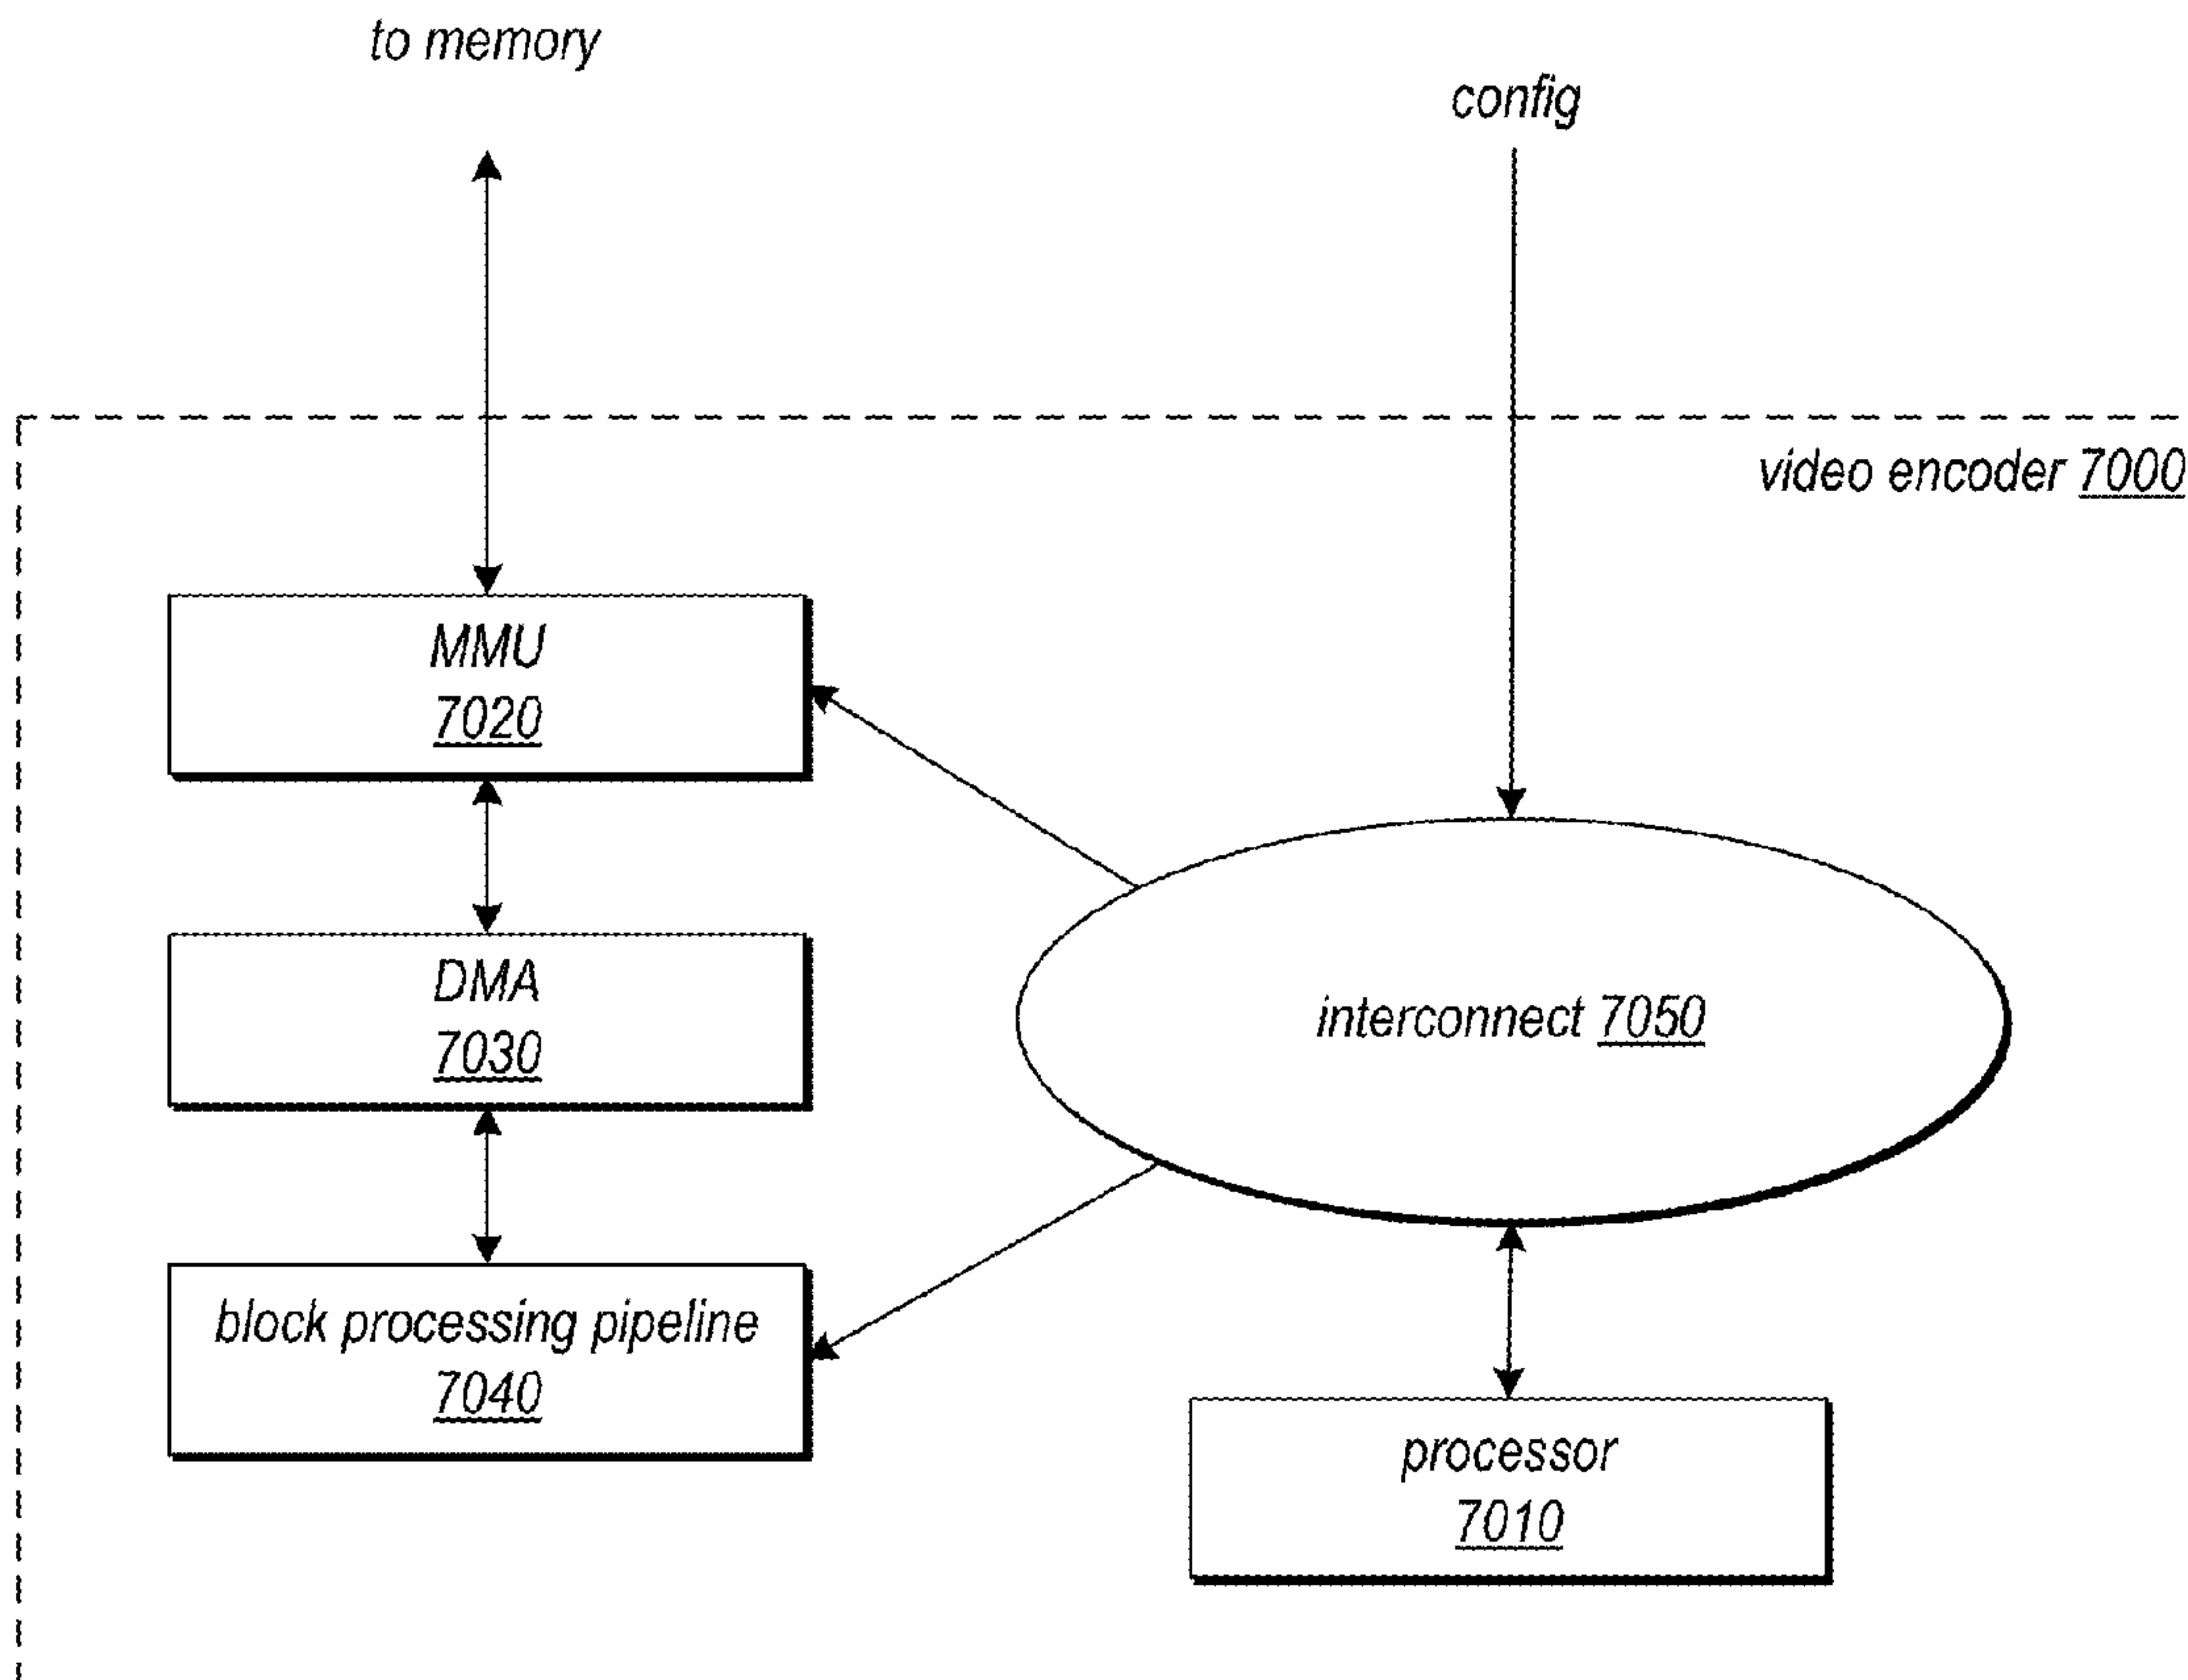 to memory
config
video encoder 7000
MMU
7020
DMA
7030
interconnect 7050
block processing pipeline
7040
processor
7010